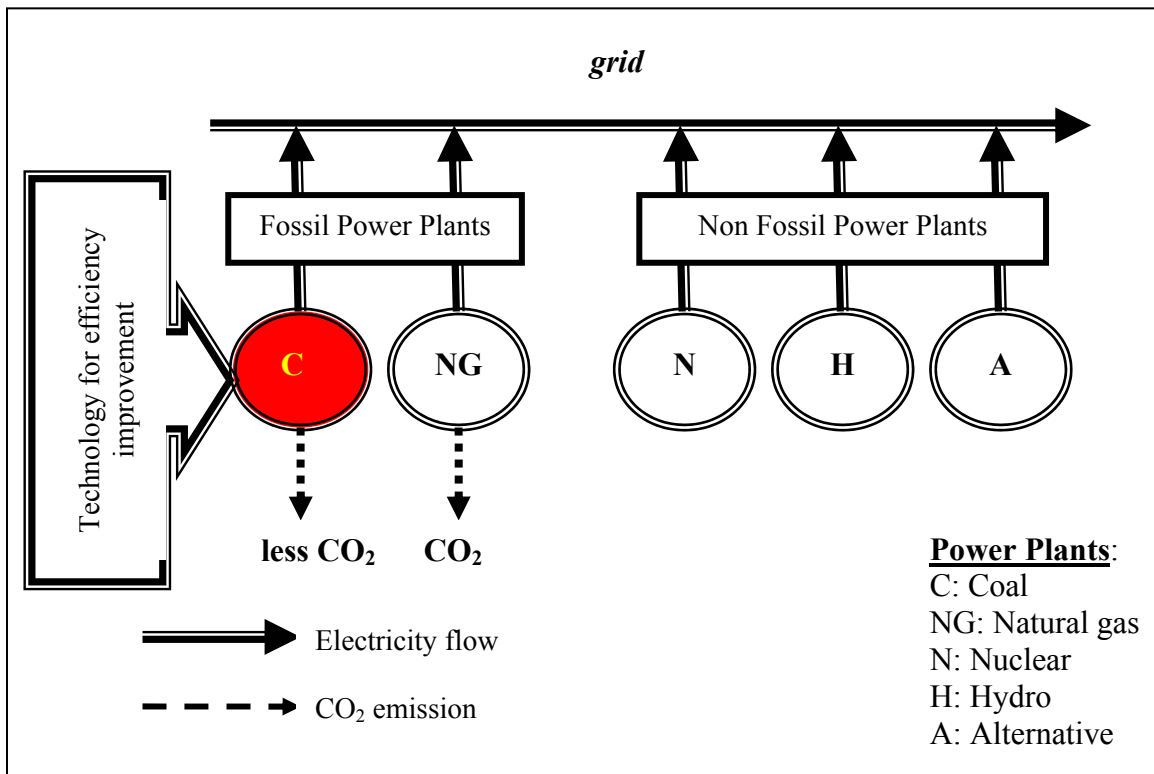 grid
Fossil Power Plants
Non Fossil Power Plants
Technology for efficiency
improvement
C
NG
N
H
A
less CO₂
CO₂
Electricity flow
CO₂ emission
Power Plants:
C: Coal
NG: Natural gas
N: Nuclear
H: Hydro
A: Alternative